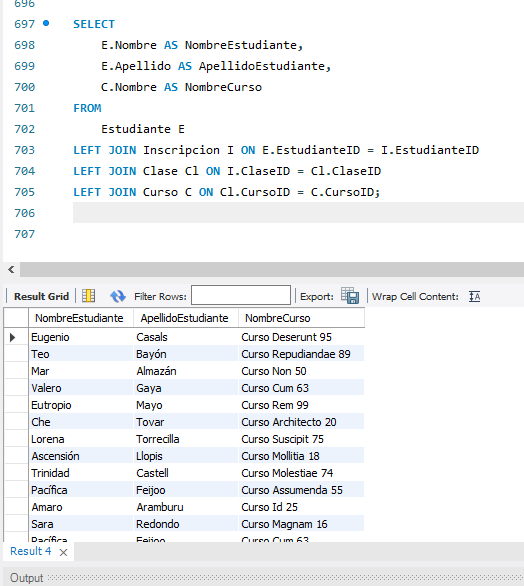 696
697 SELECT
698 E.Nombre AS NombreEstudiante,
699 E.Apellido AS ApellidoEstudiante,
700 C.Nombre AS NombreCurso
701 FROM
702 Estudiante E
703 LEFT JOIN Inscripcion I ON E.EstudianteID = I.EstudianteID
704 LEFT JOIN Clase Cl ON I.ClaseID = Cl.ClaseID
705 LEFT JOIN Curso C ON Cl.CursoID = C.CursoID;
706
707
Result Grid Filter Rows: Export: Wrap Cell Content:
NombreEstudiante ApellidoEstudiante NombreCurso
Eugenio Casals Curso Deserunt 95
Teo Bayón Curso Repudiandae 89
Mar Almazán Curso Non 50
Valero Gaya Curso Cum 63
Eutropio Mayo Curso Rem 99
Che Tovar Curso Architecto 20
Lorena Torrecilla Curso Suscipit 75
Ascensión Llopis Curso Mollitia 18
Trinidad Castell Curso Molestiae 74
Pacífica Feijoo Curso Assumenda 55
Amaro Aramburu Curso Id 25
Sara Redondo Curso Magnam 16
Pacífica Feijoo Curso Cum 63
Result 4
Output